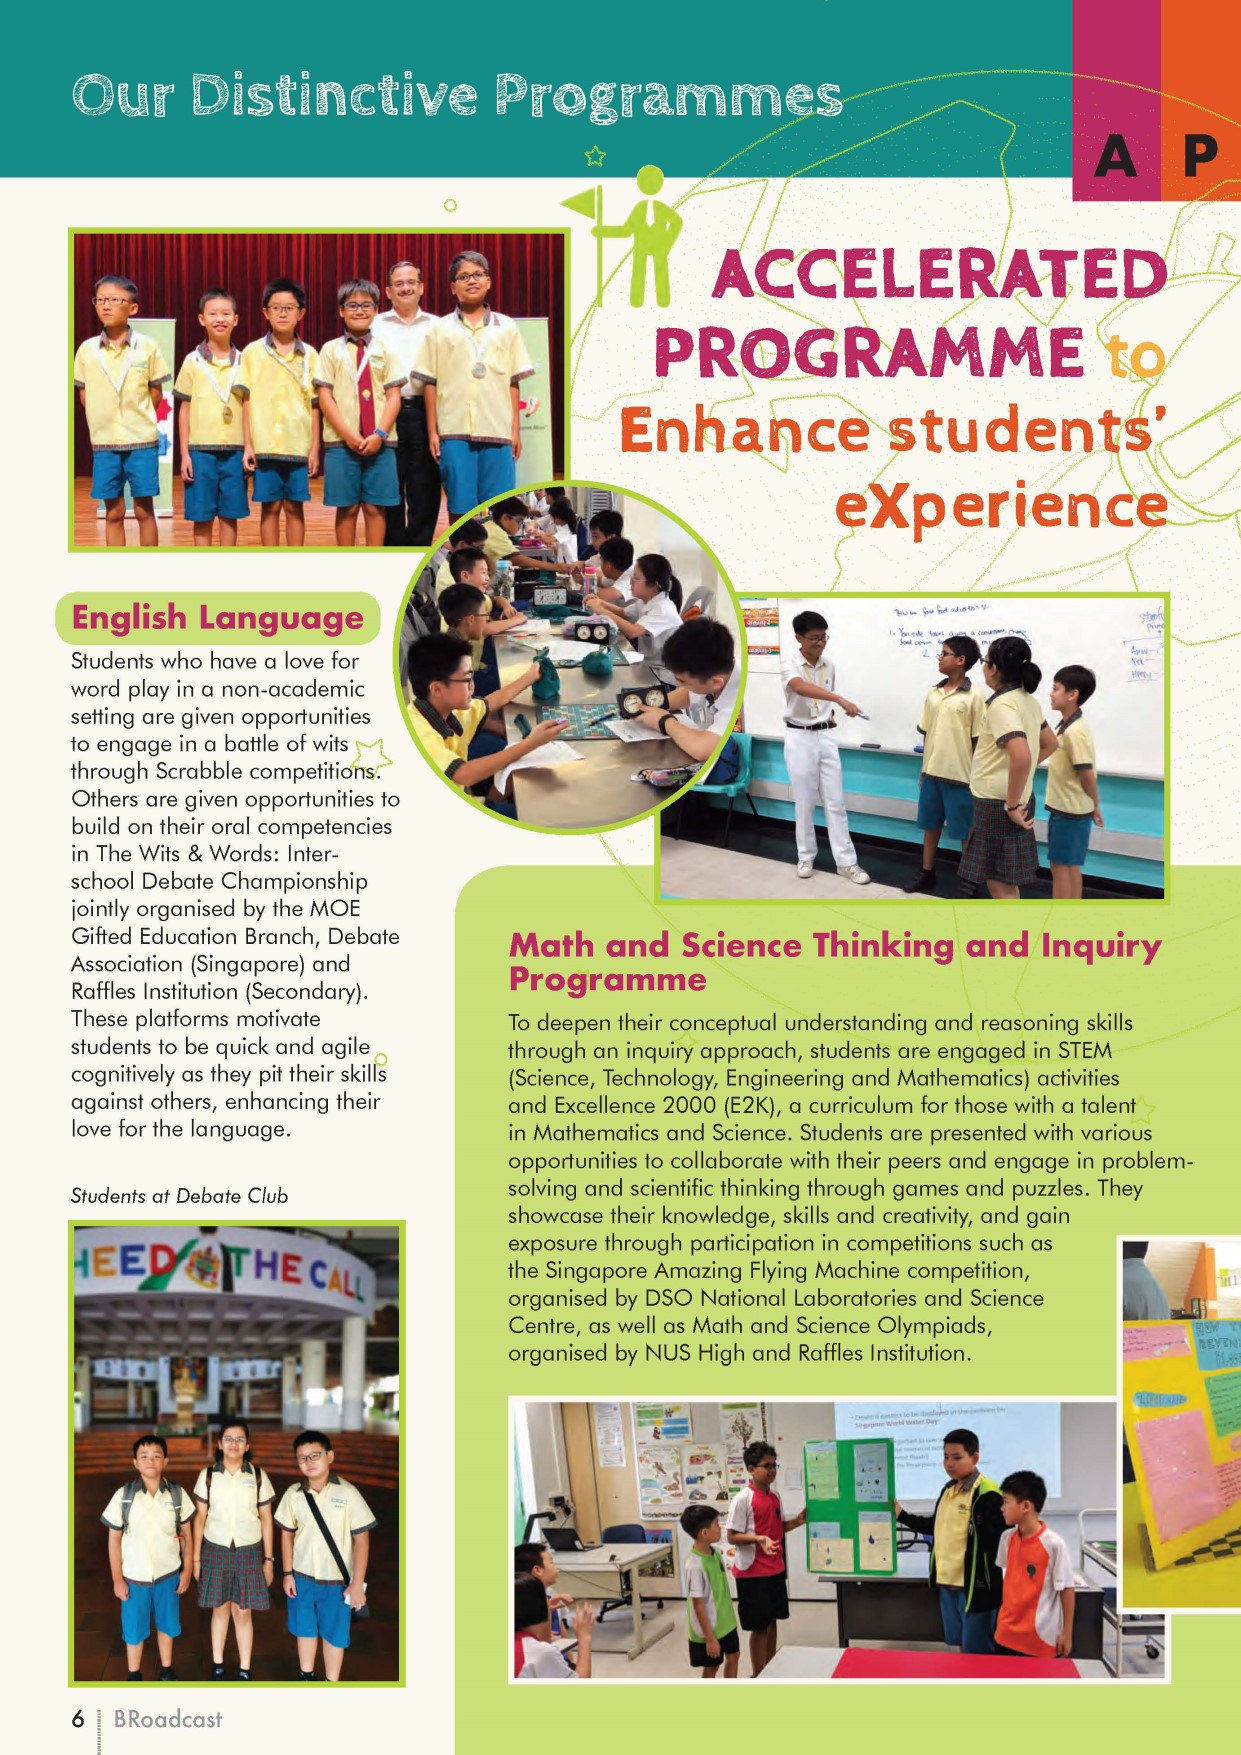 Our Distinctive Programmes
A P
ACCELERATED
PROGRAMME to
Enhance students'
eXperience
English Language
Students who have a love for
word play in a non-academic
setting are given opportunities
to engage in a battle of wits
through Scrabble competitions.
Others are given opportunities to
build on their oral competencies
in The Wits & Words: Inter-
school Debate Championship
jointly organised by the MOE
Gifted Education Branch, Debate
Association (Singapore) and
Raffles Institution (Secondary).
These platforms motivate
students to be quick and agile
cognitively as they pit their skills
against others, enhancing their
love for the language.
Students at Debate Club
HEED THE CALL
Math and Science Thinking and Inquiry
Programme
To deepen their conceptual understanding and reasoning skills
through an inquiry approach, students are engaged in STEM
(Science, Technology, Engineering and Mathematics) activities
and Excellence 2000 (E2K), a curriculum for those with a talent
in Mathematics and Science. Students are presented with various
opportunities to collaborate with their peers and engage in problem-
solving and scientific thinking through games and puzzles. They
showcase their knowledge, skills and creativity, and gain
exposure through participation in competitions such as
the Singapore Amazing Flying Machine competition,
organised by DSO National Laboratories and Science
Centre, as well as Math and Science Olympiads,
organised by NUS High and Raffles Institution.
Singapore World Water Day
6 BRoadcast